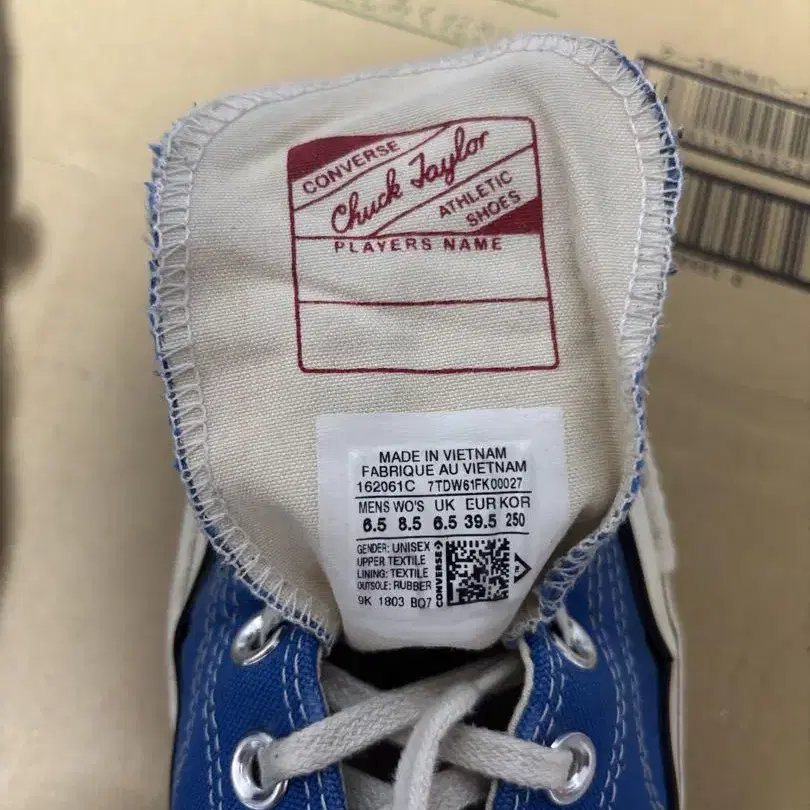 CONVERSE
Chuck Taylor
ATHLETIC
SHOES
PLAYERS NAME
MADE IN VIETNAM
FABRIQUE AU VIETNAM
162061C 7TDW61FK00027
MENS WO'S UK EUR KOR
6.5 8.5 6.5 39.5 250
GENDER: UNISEX
UPPER TEXTILE
LINING: TEXTILE
OUTSOLE: RUBBER
9K 1803 BQ7
CONVERSE